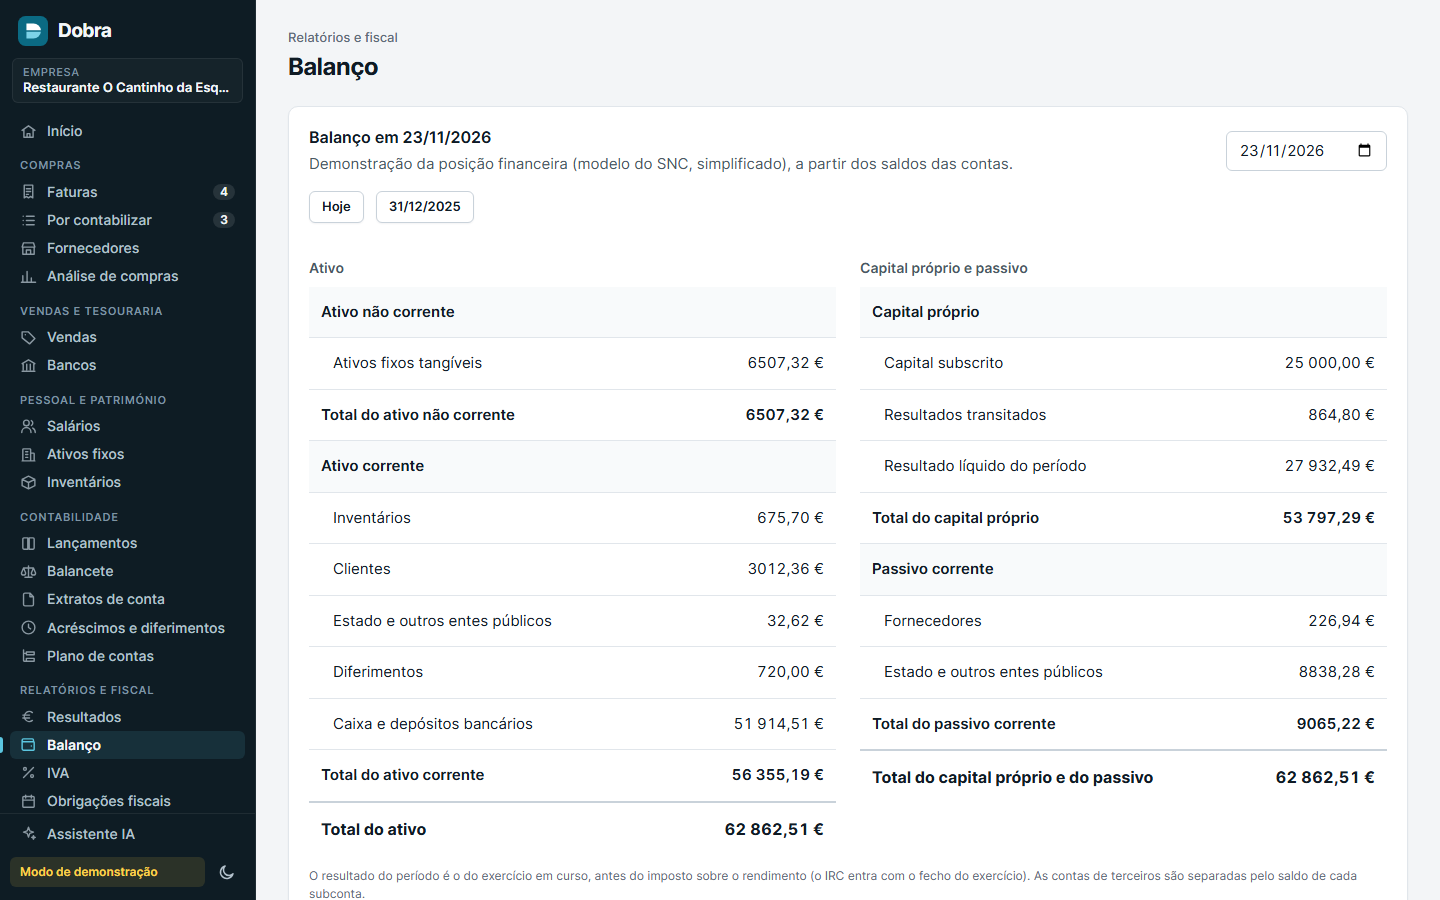 Dobra
EMPRESA
Restaurante O Cantinho da Esq...
Início
COMPRAS
Faturas 4
Por contabilizar 3
Fornecedores
Análise de compras
VENDAS E TESOURARIA
Vendas
Bancos
PESSOAL E PATRIMÓNIO
Salários
Ativos fixos
Inventários
CONTABILIDADE
Lançamentos
Balancete
Extratos de conta
Acréscimos e diferimentos
Plano de contas
RELATÓRIOS E FISCAL
Resultados
Balanço
IVA
Obrigações fiscais
Assistente IA
Modo de demonstração
Relatórios e fiscal
Balanço
Balanço em 23/11/2026
Demonstração da posição financeira (modelo do SNC, simplificado), a partir dos saldos das contas.
23/11/2026
Hoje
31/12/2025
Ativo
Ativo não corrente
Ativos fixos tangíveis 6507,32 €
Total do ativo não corrente 6507,32 €
Ativo corrente
Inventários 675,70 €
Clientes 3012,36 €
Estado e outros entes públicos 32,62 €
Diferimentos 720,00 €
Caixa e depósitos bancários 51 914,51 €
Total do ativo corrente 56 355,19 €
Total do ativo 62 862,51 €
Capital próprio e passivo
Capital próprio
Capital subscrito 25 000,00 €
Resultados transitados 864,80 €
Resultado líquido do período 27 932,49 €
Total do capital próprio 53 797,29 €
Passivo corrente
Fornecedores 226,94 €
Estado e outros entes públicos 8838,28 €
Total do passivo corrente 9065,22 €
Total do capital próprio e do passivo 62 862,51 €
O resultado do período é o do exercício em curso, antes do imposto sobre o rendimento (o IRC entra com o fecho do exercício). As contas de terceiros são separadas pelo saldo de cada
subconta.